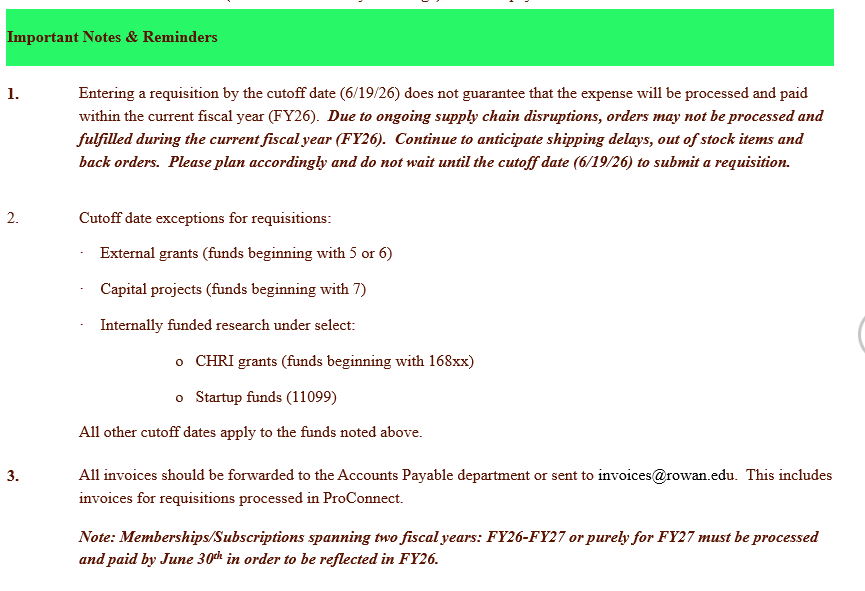 Important Notes & Reminders
1. Entering a requisition by the cutoff date (6/19/26) does not guarantee that the expense will be processed and paid
within the current fiscal year (FY26).  Due to ongoing supply chain disruptions, orders may not be processed and
fulfilled during the current fiscal year (FY26).  Continue to anticipate shipping delays, out of stock items and
back orders.  Please plan accordingly and do not wait until the cutoff date (6/19/26) to submit a requisition.
2. Cutoff date exceptions for requisitions:
· External grants (funds beginning with 5 or 6)
· Capital projects (funds beginning with 7)
· Internally funded research under select:
o CHRI grants (funds beginning with 168xx)
o Startup funds (11099)
All other cutoff dates apply to the funds noted above.
3. All invoices should be forwarded to the Accounts Payable department or sent to invoices@rowan.edu.  This includes
invoices for requisitions processed in ProConnect.
Note: Memberships/Subscriptions spanning two fiscal years: FY26-FY27 or purely for FY27 must be processed
and paid by June 30th in order to be reflected in FY26.